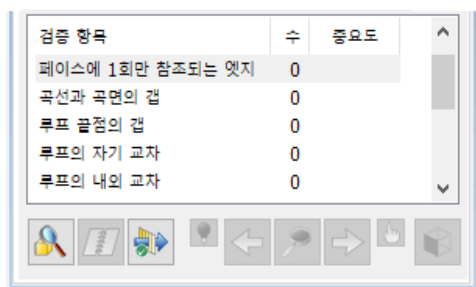 검증 항목 수 중요도
페이스에 1회만 참조되는 엣지 0
곡선과 곡면의 갭 0
루프 끝점의 갭 0
루프의 자기 교차 0
루프의 내외 교차 0